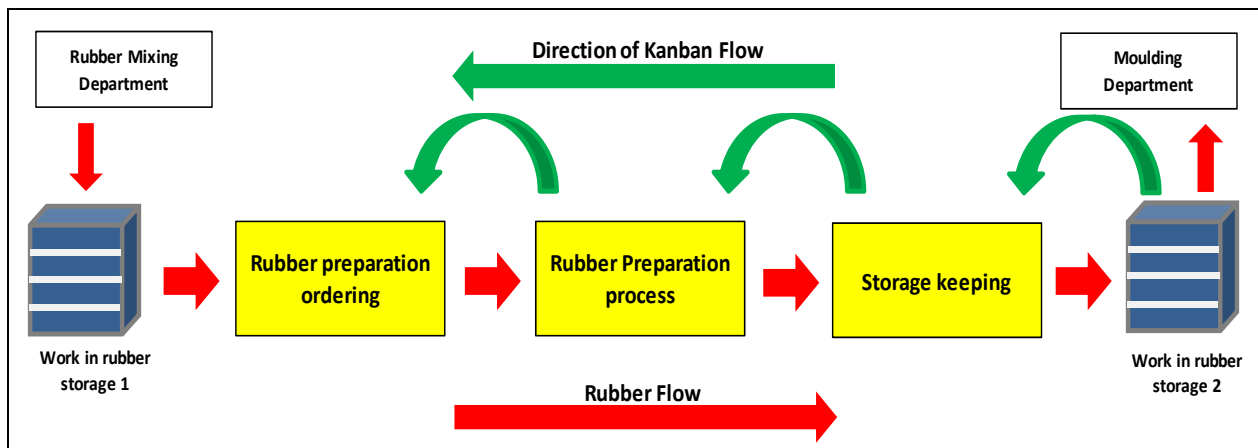 Rubber Mixing
Department
Direction of Kanban Flow
Moulding
Department
Rubber preparation
ordering
Rubber Preparation
process
Storage keeping
Work in rubber
storage 1
Work in rubber
storage 2
Rubber Flow